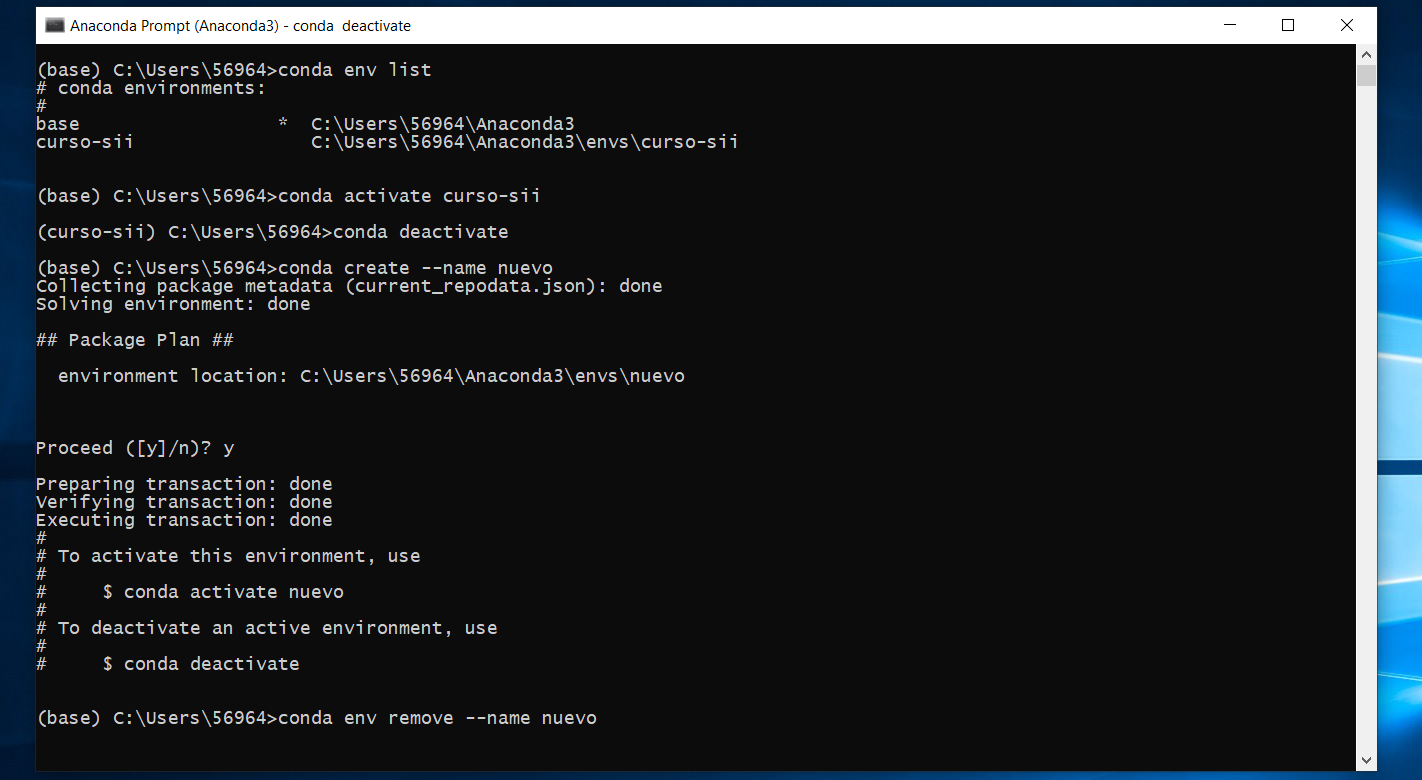 Anaconda Prompt (Anaconda3) - conda  deactivate
(base) C:\Users\56964>conda env list
# conda environments:
#
base                  *  C:\Users\56964\Anaconda3
curso-sii                C:\Users\56964\Anaconda3\envs\curso-sii
(base) C:\Users\56964>conda activate curso-sii
(curso-sii) C:\Users\56964>conda deactivate
(base) C:\Users\56964>conda create --name nuevo
Collecting package metadata (current_repodata.json): done
Solving environment: done
## Package Plan ##
  environment location: C:\Users\56964\Anaconda3\envs\nuevo
Proceed ([y]/n)? y
Preparing transaction: done
Verifying transaction: done
Executing transaction: done
#
# To activate this environment, use
#
#     $ conda activate nuevo
#
# To deactivate an active environment, use
#
#     $ conda deactivate
(base) C:\Users\56964>conda env remove --name nuevo